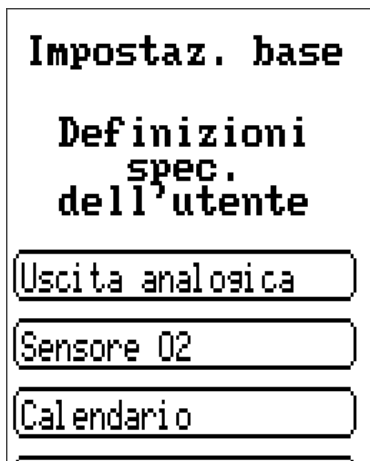 Impostaz. base
Definizioni
spec.
dell'utente
Uscita analogica
Sensore O2
Calendario